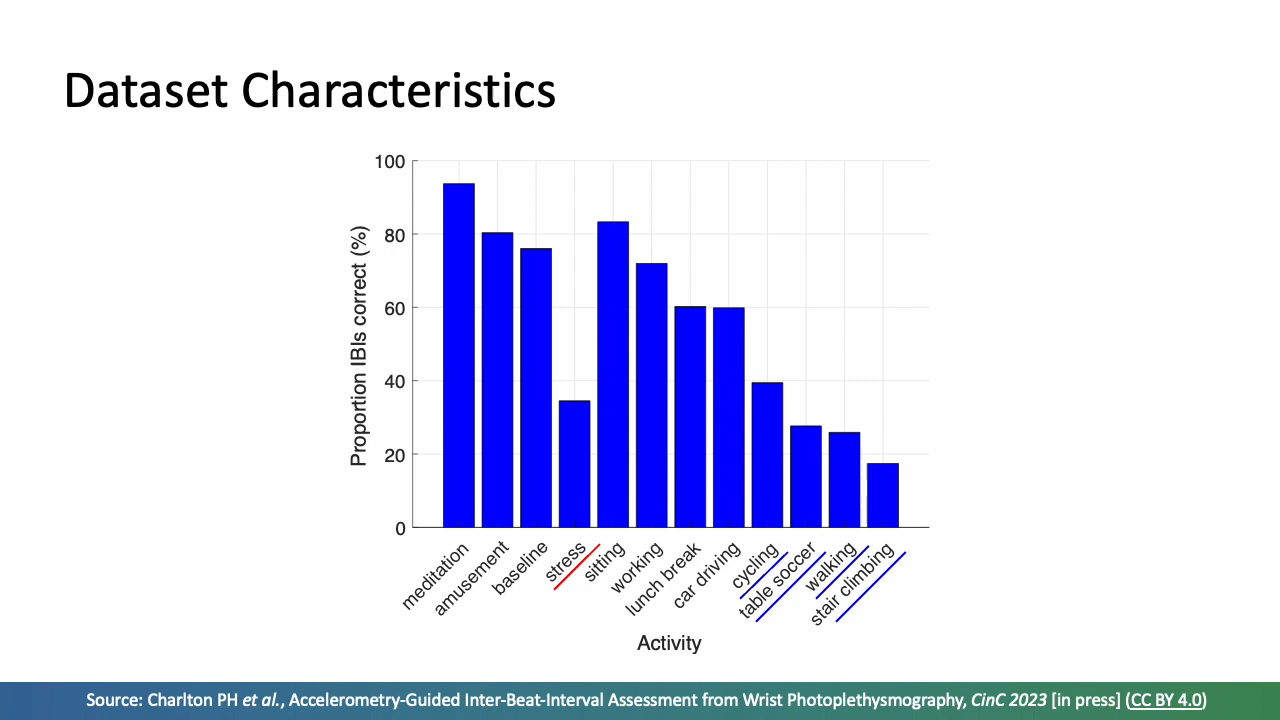 Dataset Characteristics
100
80
60
40
20
0
Proportion IBIs correct (%)
meditation
amusement
baseline
stress
sitting
working
lunch break
car driving
cycling
table soccer
walking
stair climbing
Activity
Source: Charlton PH et al., Accelerometry-Guided Inter-Beat-Interval Assessment from Wrist Photoplethysmography, CinC 2023 [in press] (CC BY 4.0)